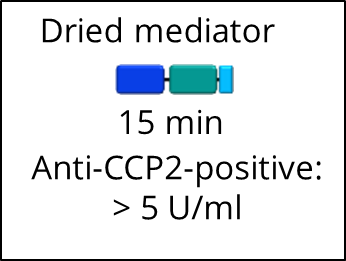 Dried mediator
15 min
Anti-CCP2-positive:
> 5 U/ml